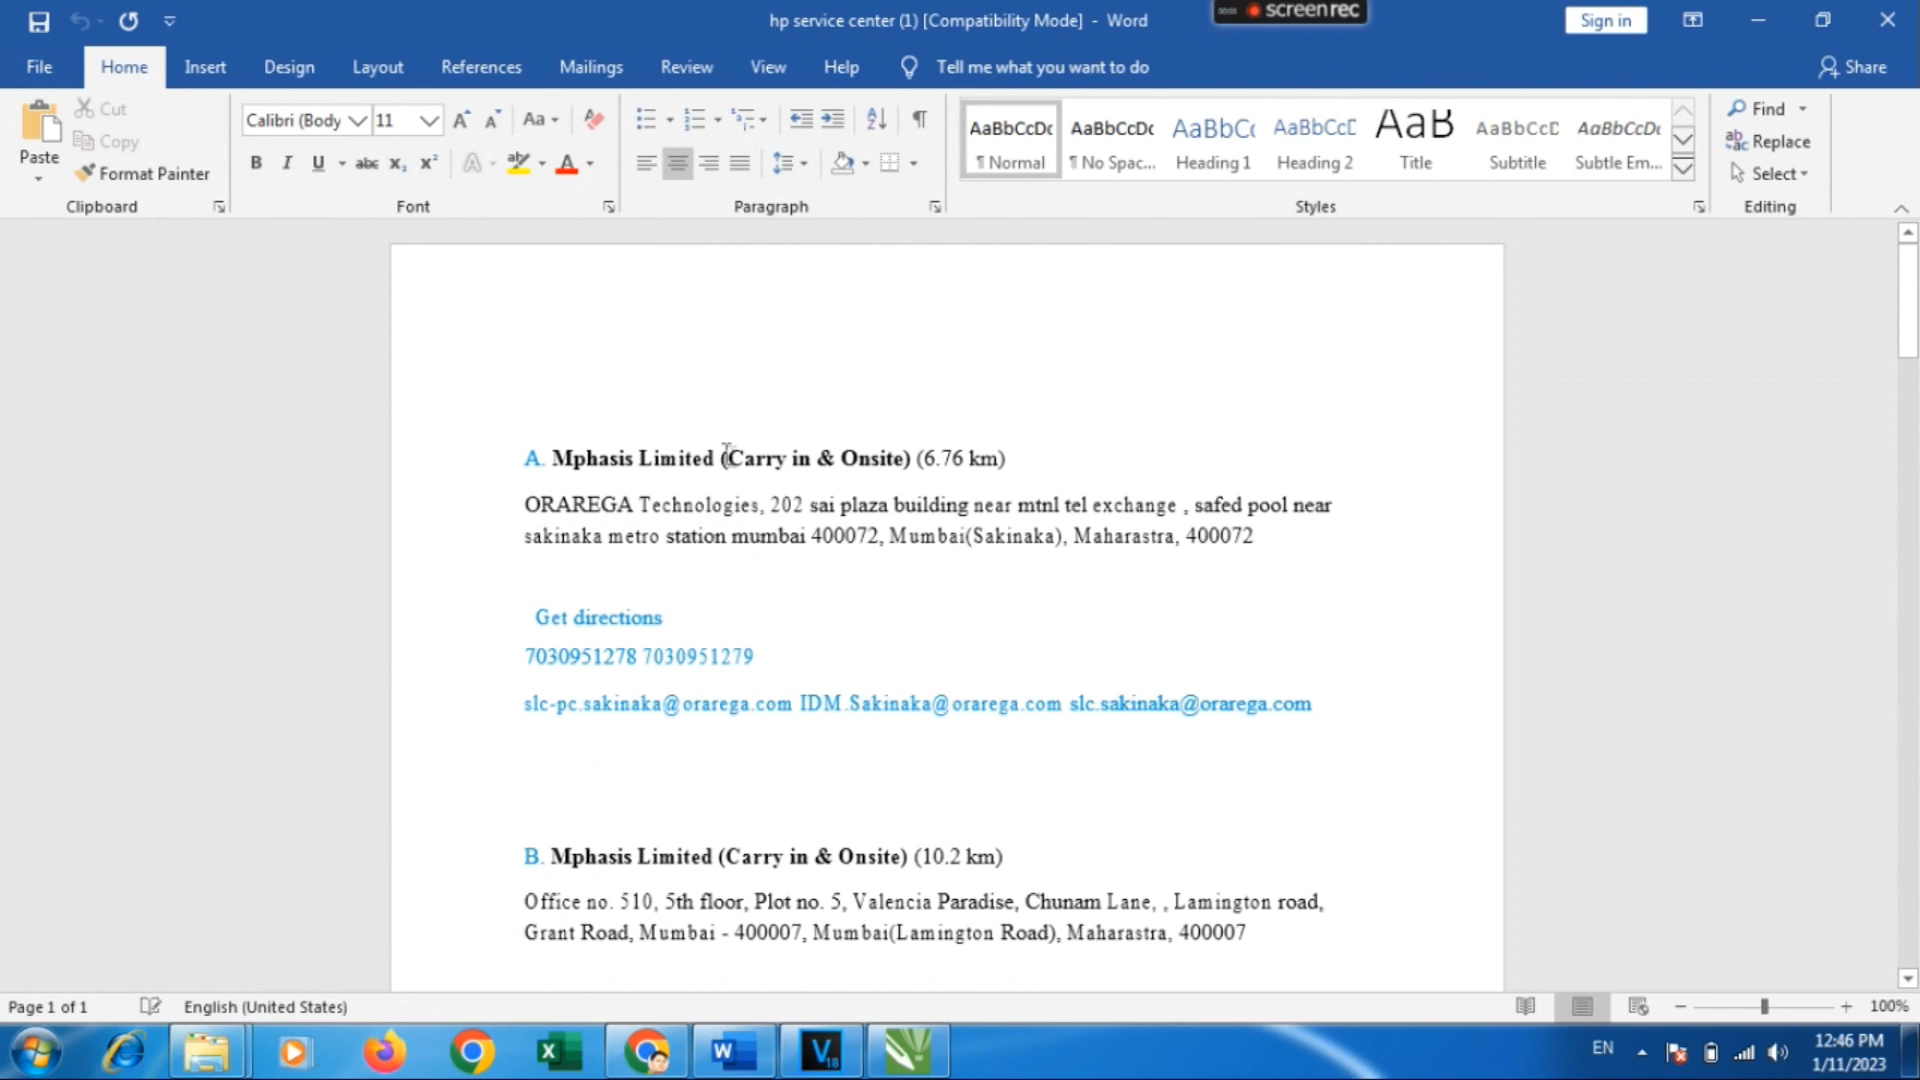 hp service center (1) [Compatibility Mode] - Word
screenrec
Sign in
File Home Insert Design Layout References Mailings Review View Help Tell me what you want to do Share
Paste
Cut
Copy
Format Painter
Clipboard
Calibri (Body 11
Font
Paragraph
AaBbCcDc AaBbCcDc AaBbC( AaBbCcD AaB AaBbCcD AaBbCcDc
¶ Normal ¶ No Spac... Heading 1 Heading 2 Title Subtitle Subtle Em...
Styles
Find
Replace
Select
Editing
A. Mphasis Limited (Carry in & Onsite) (6.76 km)
ORAREGA Technologies, 202 sai plaza building near mtnl tel exchange , safed pool near
sakinaka metro station mumbai 400072, Mumbai(Sakinaka), Maharastra, 400072
Get directions
7030951278 7030951279
slc-pc.sakinaka@orarega.com IDM.Sakinaka@orarega.com slc.sakinaka@orarega.com
B. Mphasis Limited (Carry in & Onsite) (10.2 km)
Office no. 510, 5th floor, Plot no. 5, Valencia Paradise, Chunam Lane, , Lamington road,
Grant Road, Mumbai - 400007, Mumbai(Lamington Road), Maharastra, 400007
Page 1 of 1 English (United States) 100%
EN
12:46 PM
1/11/2023